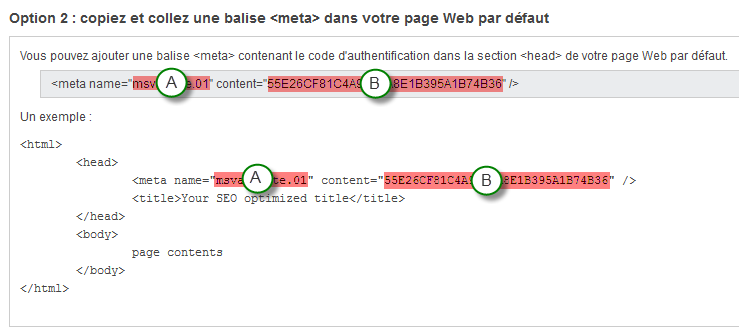 Option 2 : copiez et collez une balise <meta> dans votre page Web par défaut
Vous pouvez ajouter une balise <meta> contenant le code d'authentification dans la section <head> de votre page Web par défaut.
<meta name="msv A te.01" content="55E26CF81C4A9 B 8E1B395A1B74B36" />
Un exemple :
<html>
<head>
<meta name="msva A te.01" content="55E26CF81C4A B 8E1B395A1B74B36" />
<title>Your SEO optimized title</title>
</head>
<body>
page contents
</body>
</html>